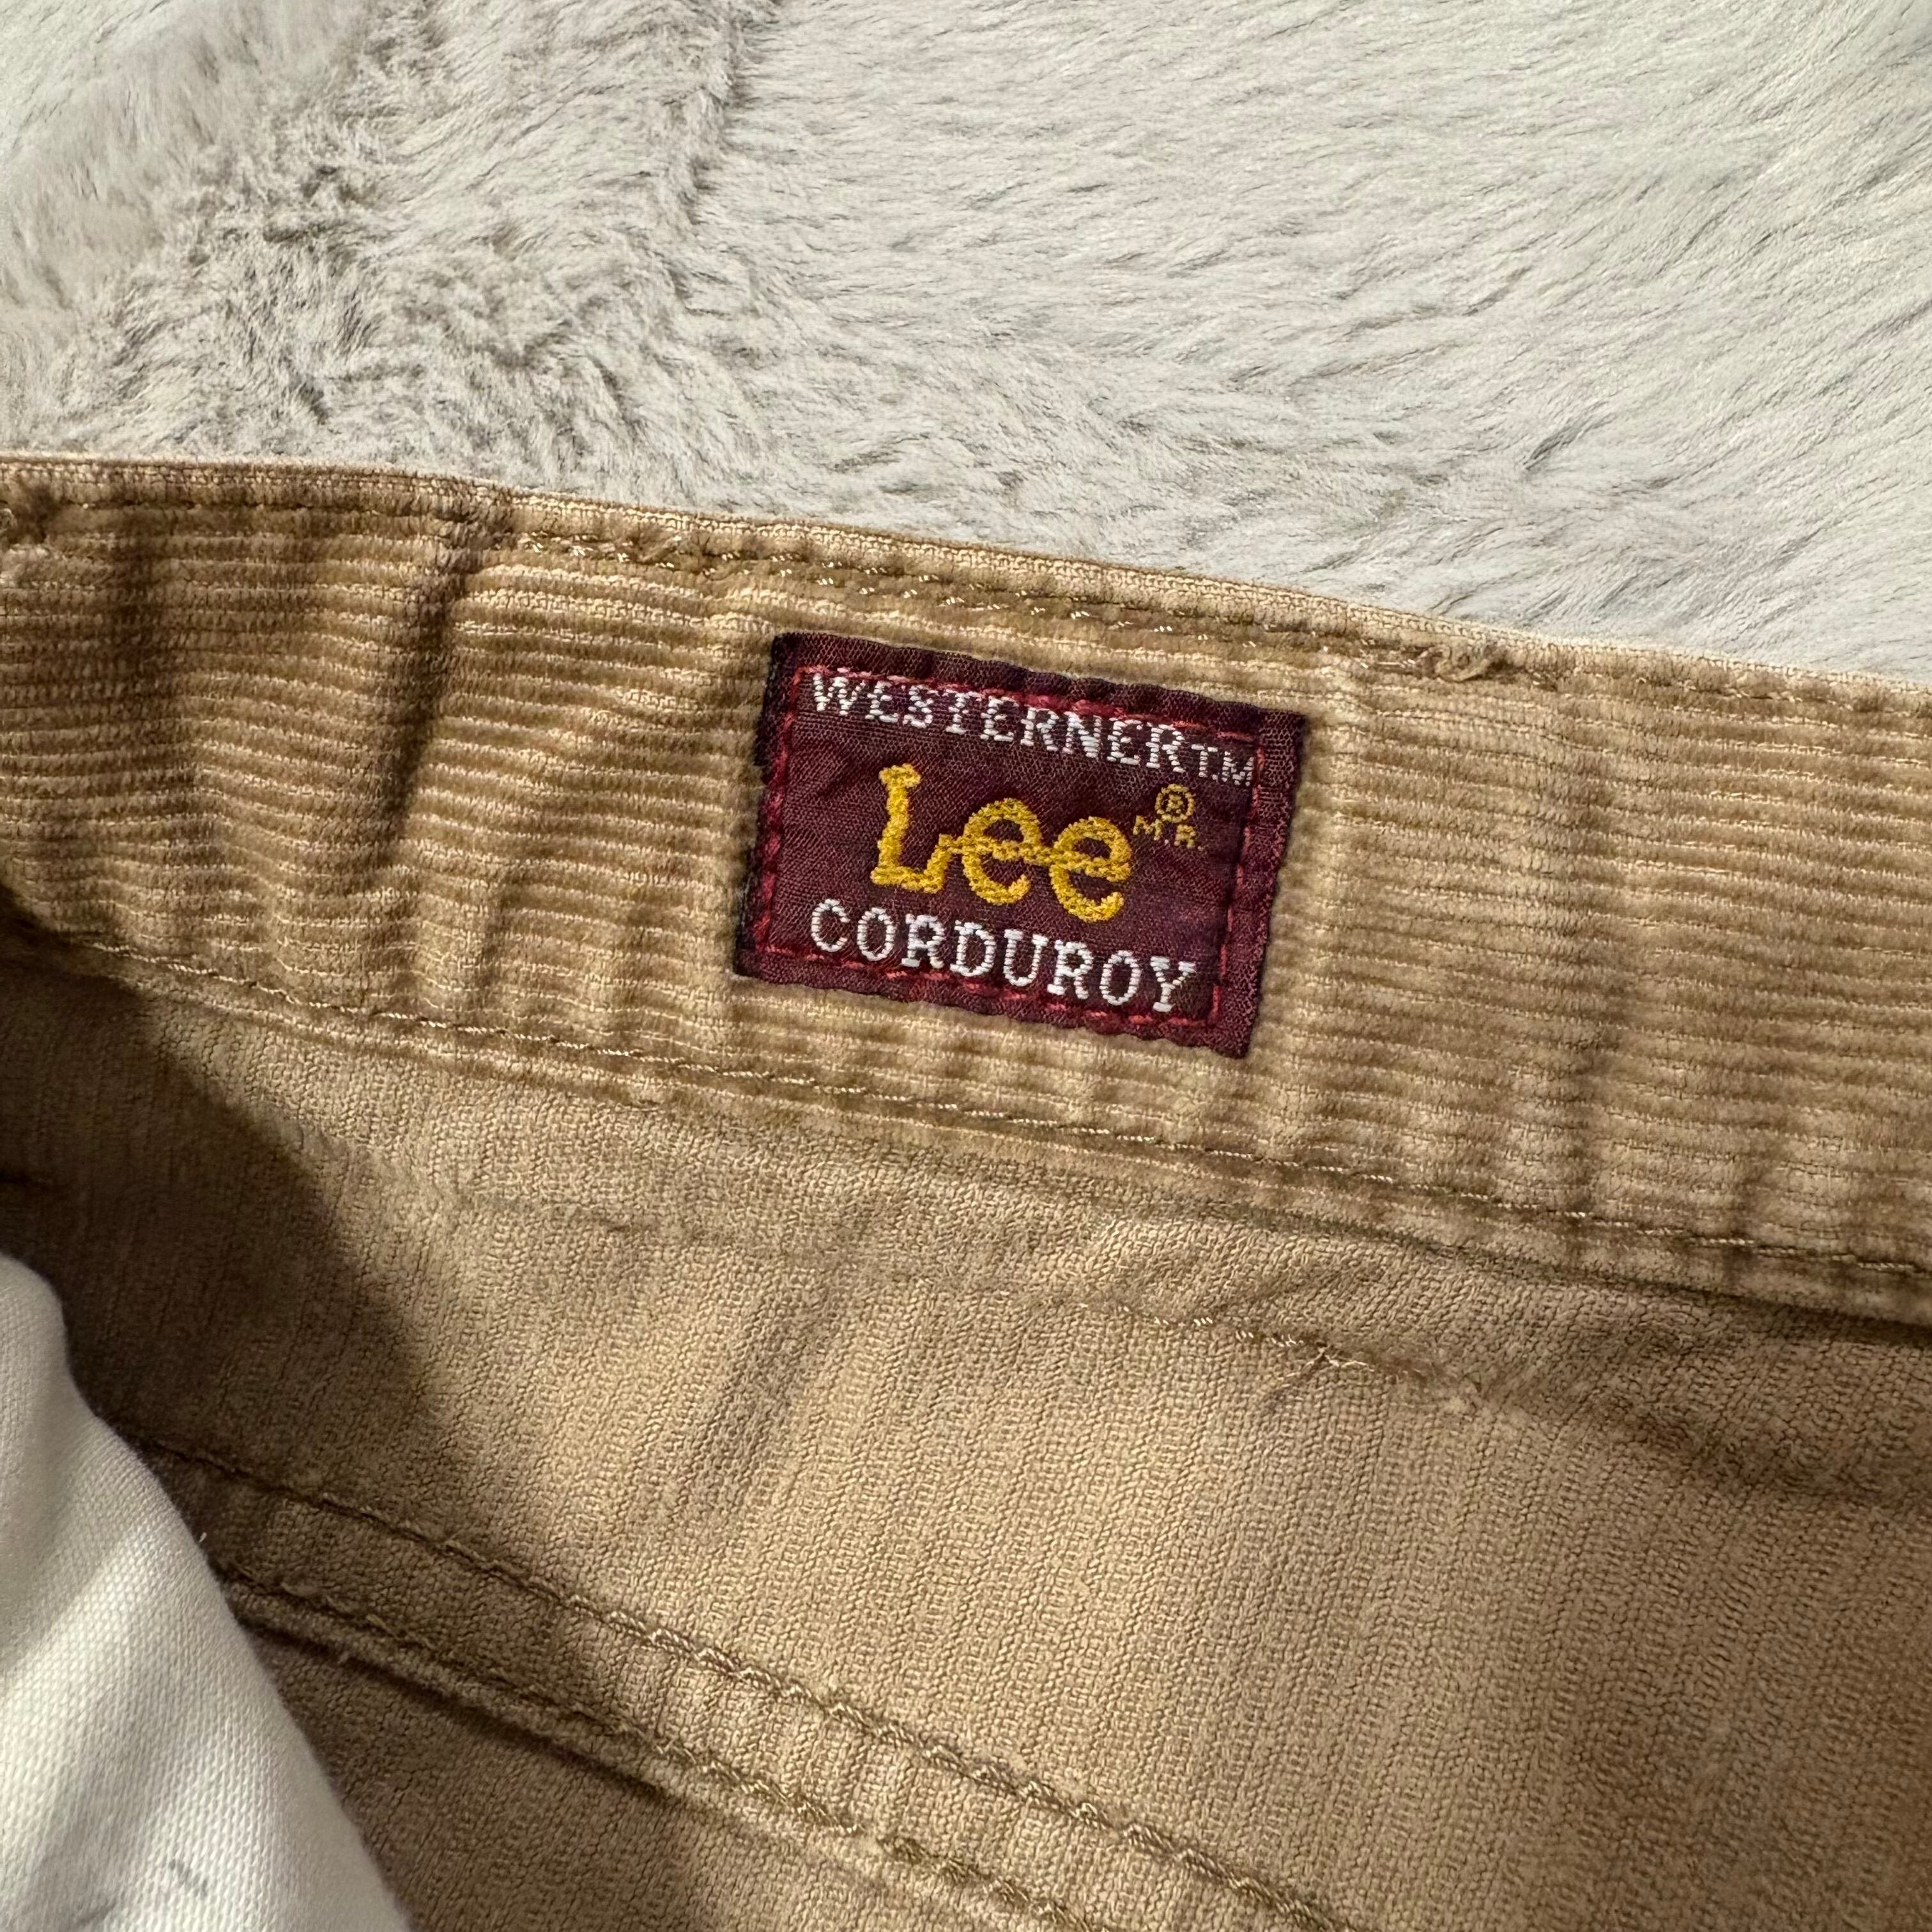 WESTERNER T.M.
Lee ® M.R.
CORDUROY